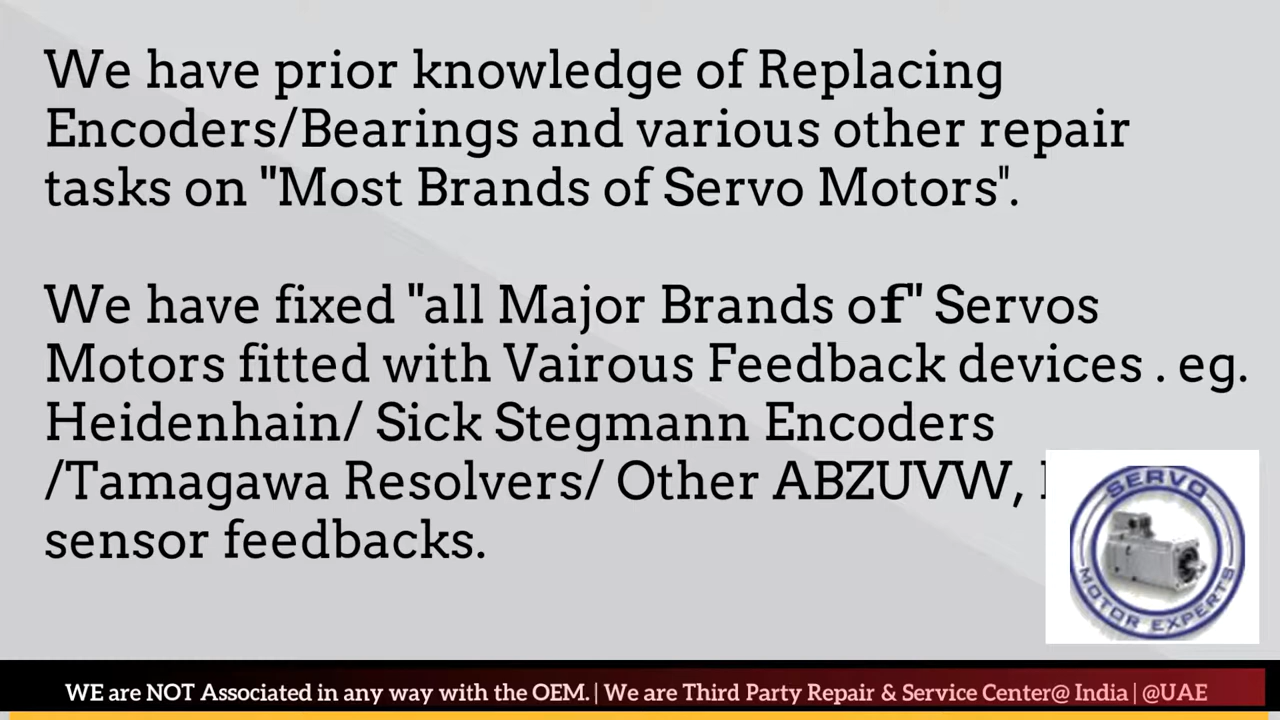 We have prior knowledge of Replacing
Encoders/Bearings and various other repair
tasks on "Most Brands of Servo Motors".
We have fixed "all Major Brands of" Servos
Motors fitted with Vairous Feedback devices . eg.
Heidenhain/ Sick Stegmann Encoders
/Tamagawa Resolvers/ Other ABZUVW,
sensor feedbacks.
SERVO
MOTOR EXPERTS
WE are NOT Associated in any way with the OEM. | We are Third Party Repair & Service Center@ India | @UAE